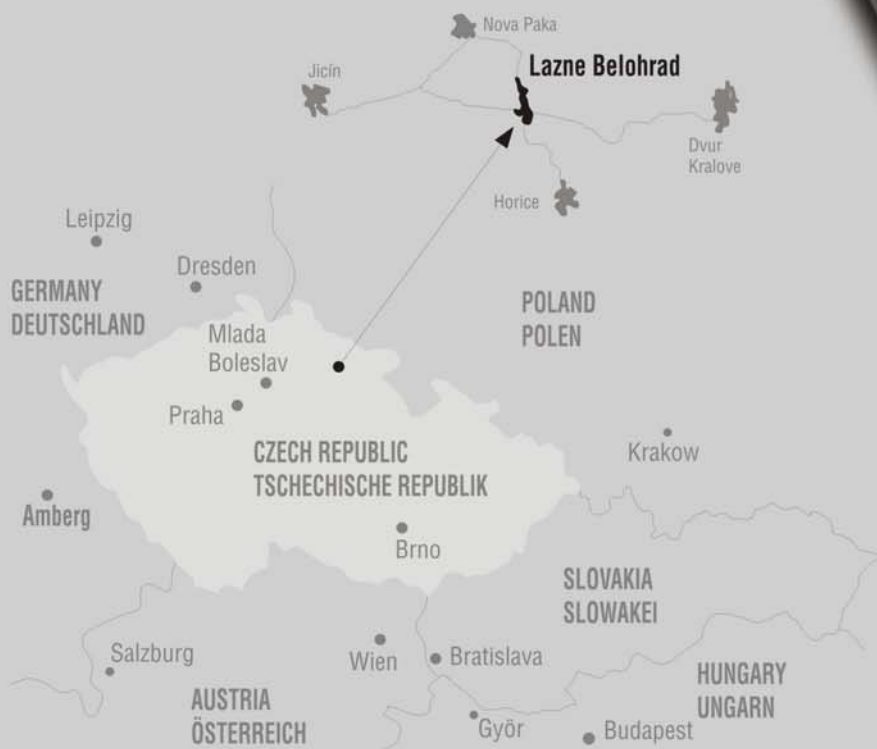 Nova Paka
Lazne Belohrad
Jicín
Dvur
Kralove
Horice
Leipzig
Dresden
GERMANY
DEUTSCHLAND
POLAND
POLEN
Mlada
Boleslav
Praha
CZECH REPUBLIC
TSCHECHISCHE REPUBLIK
Krakow
Amberg
Brno
SLOVAKIA
SLOWAKEI
Salzburg
Wien
Bratislava
HUNGARY
UNGARN
AUSTRIA
ÖSTERREICH
Györ
Budapest